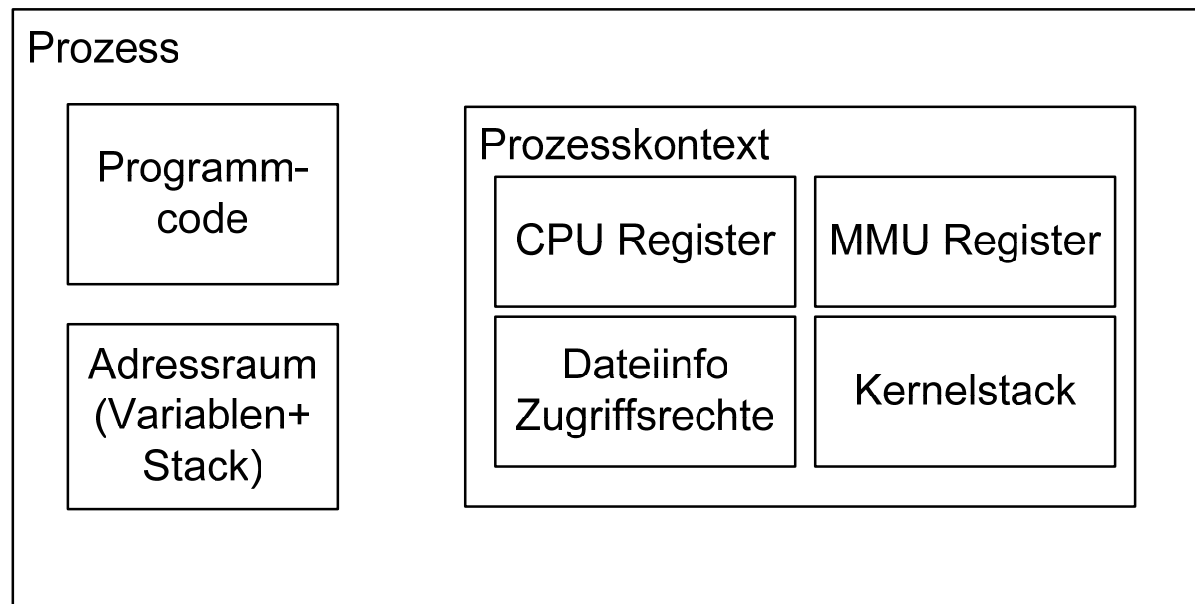 Prozess
Programm-
code
Adressraum
(Variablen+
Stack)
Prozesskontext
CPU Register
MMU Register
Dateiinfo
Zugriffsrechte
Kernelstack